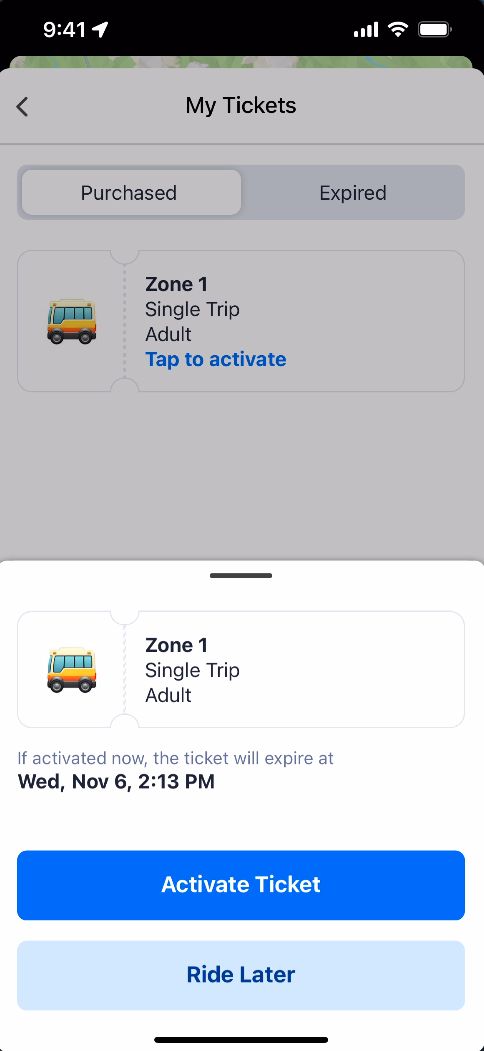 9:41
My Tickets
Purchased
Expired
Zone 1
Single Trip
Adult
Tap to activate
Zone 1
Single Trip
Adult
If activated now, the ticket will expire at
Wed, Nov 6, 2:13 PM
Activate Ticket
Ride Later